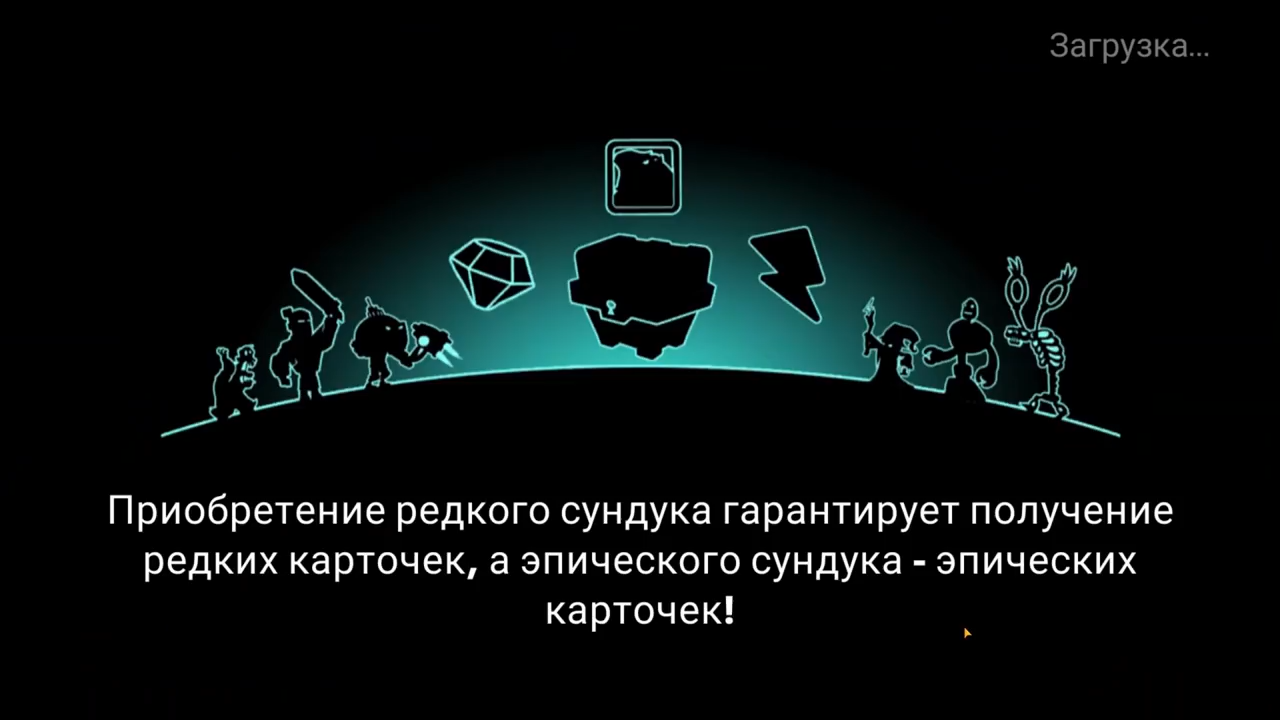 Загрузка...
Приобретение редкого сундука гарантирует получение
редких карточек, а эпического сундука - эпических
карточек!